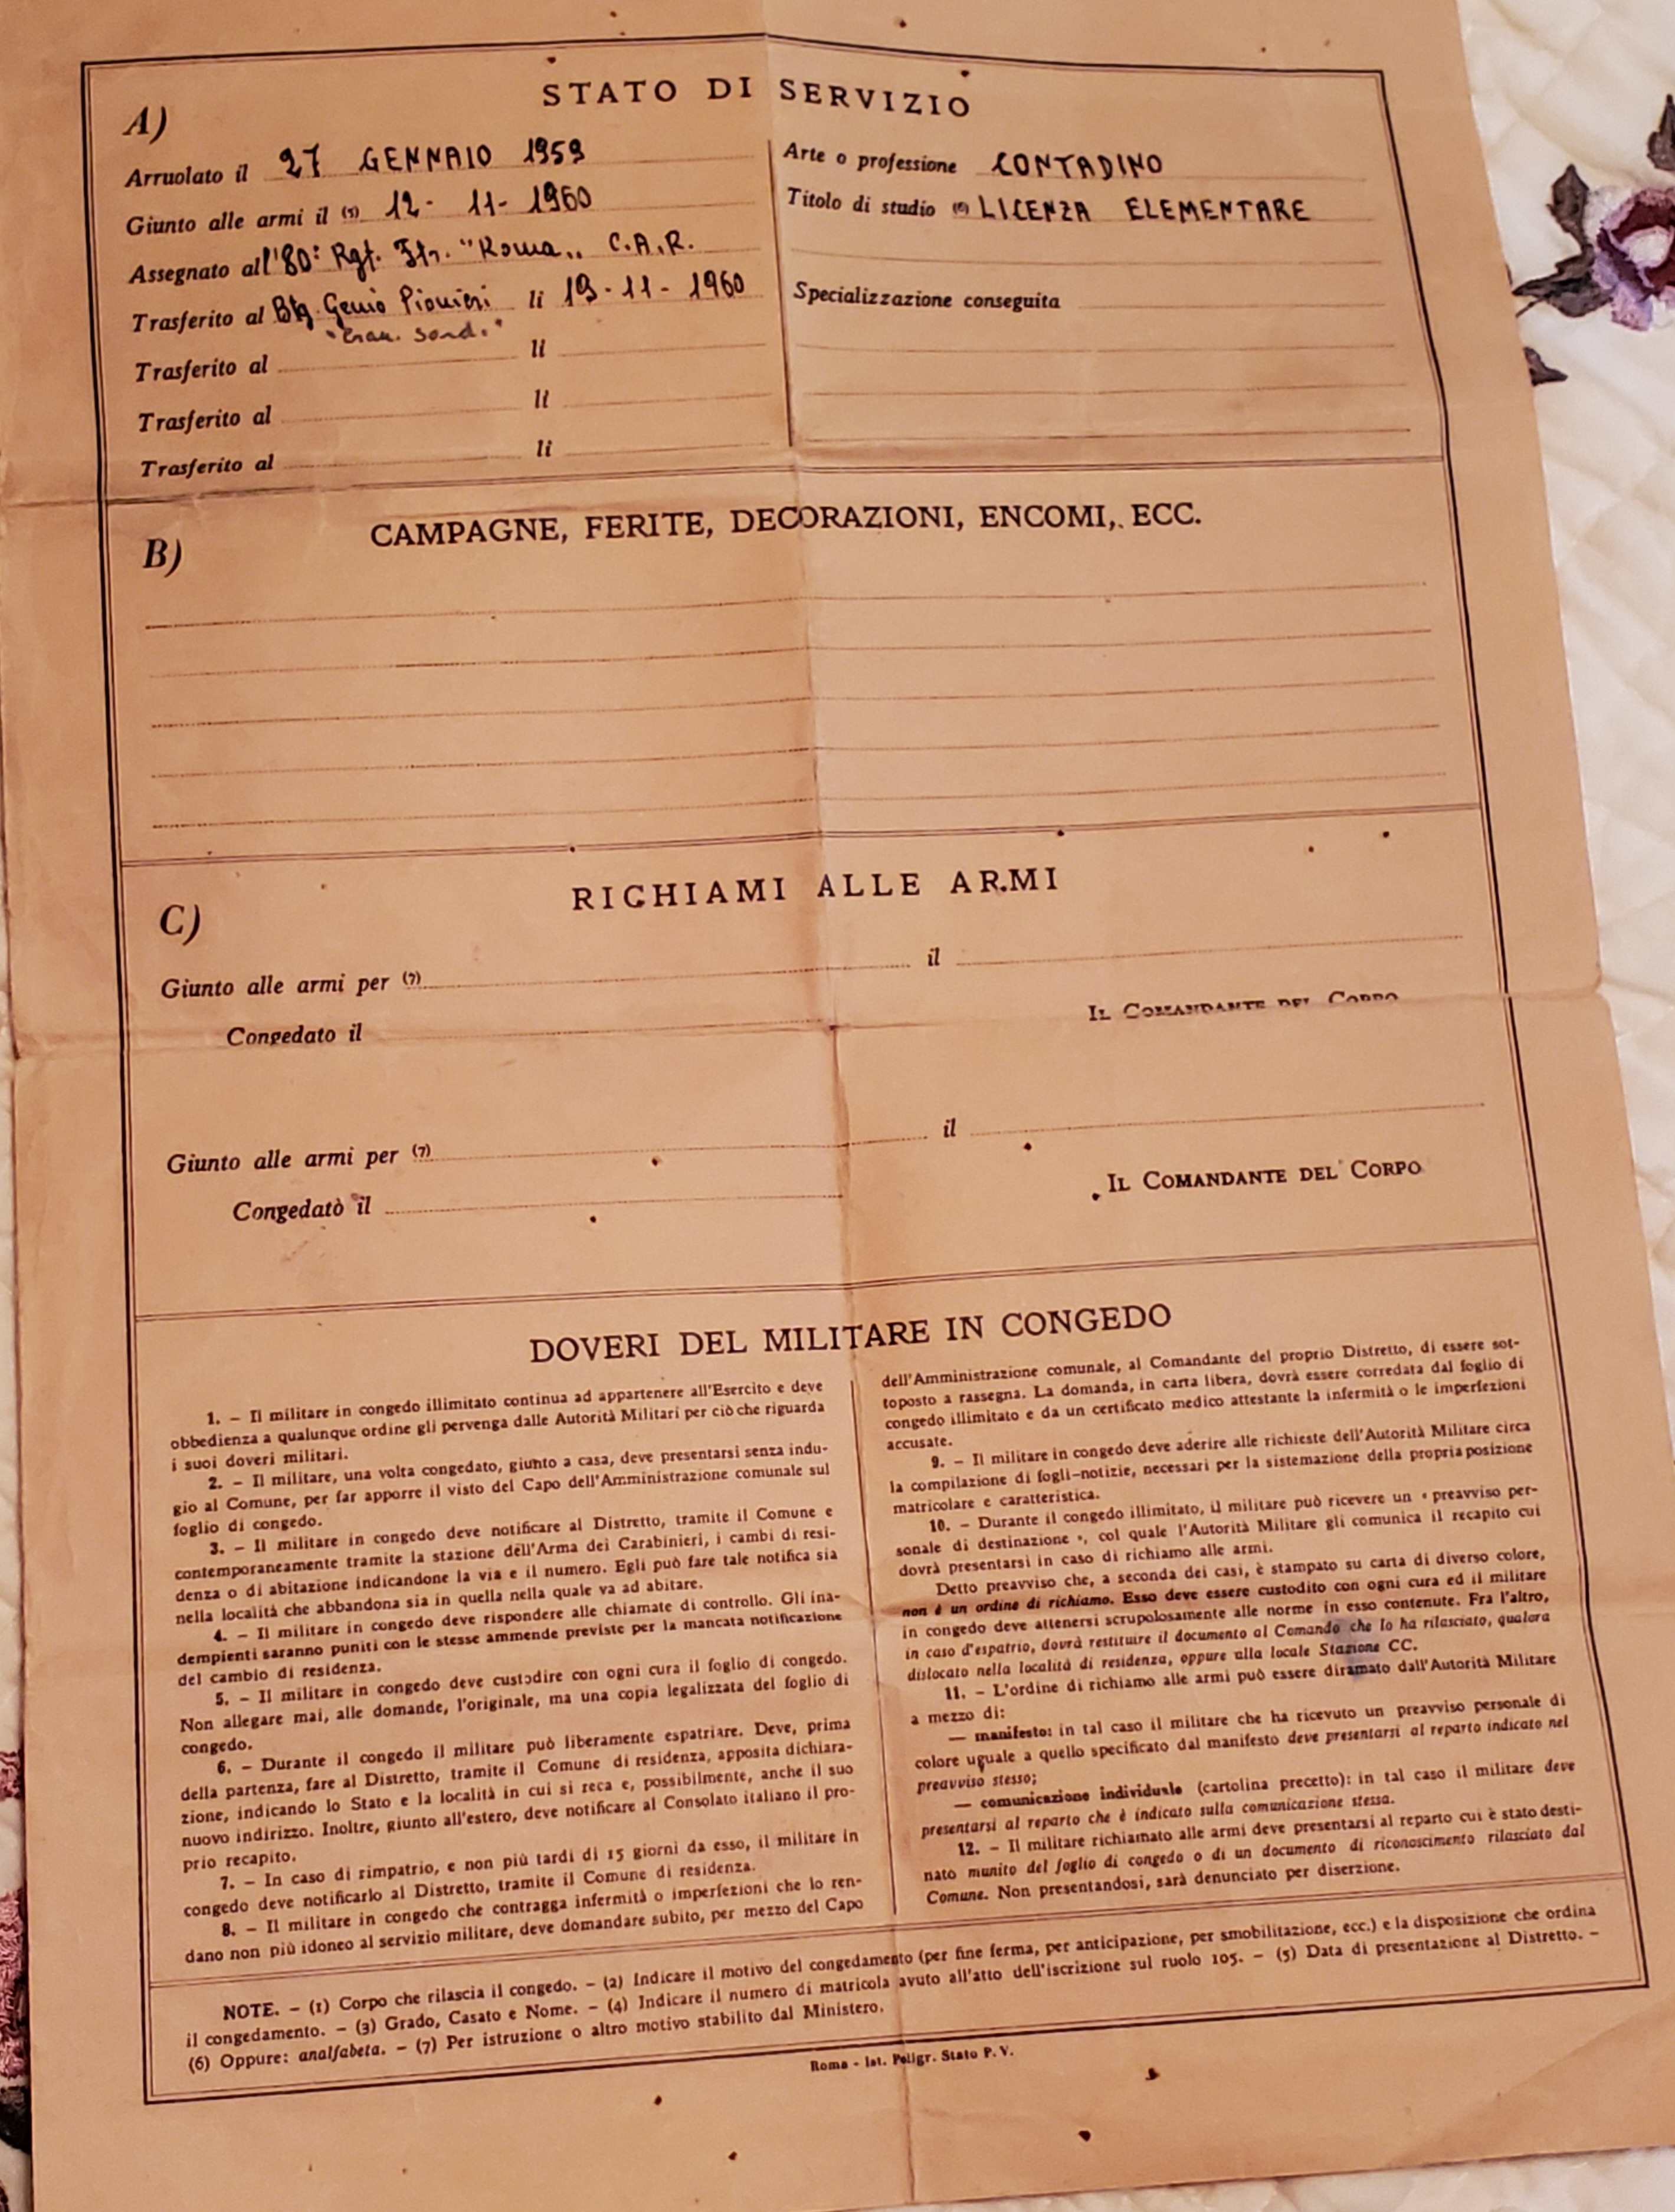 STATO DI SERVIZIO
A)
Arruolato il 27 GENNAIO 1959
Giunto alle armi il (5) 12- 11- 1960
Assegnato all'80: Rgt. Ftr. "Roma„ C.A.R.
Trasferito al Btg. Genio Pionieri li 19-11-1960
Trasferito al li
Trasferito al li
Trasferito al li
Arte o professione CONTADINO
Titolo di studio (6) LICENZA ELEMENTARE
Specializzazione conseguita
B)
CAMPAGNE, FERITE, DECORAZIONI, ENCOMI, ECC.
C)
RICHIAMI ALLE ARMI
Giunto alle armi per (7) il
Congedato il
IL COMANDANTE DEL CORPO
Giunto alle armi per (7) il
Congedato il
IL COMANDANTE DEL CORPO
DOVERI DEL MILITARE IN CONGEDO
1. – Il militare in congedo illimitato continua ad appartenere all'Esercito e deve
obbedienza a qualunque ordine gli pervenga dalle Autorità Militari per ciò che riguarda
i suoi doveri militari.
2. – Il militare, una volta congedato, giunto a casa, deve presentarsi senza indu-
gio al Comune, per far apporre il visto del Capo dell'Amministrazione comunale sul
foglio di congedo.
3. – Il militare in congedo deve notificare al Distretto, tramite il Comune e
contemporaneamente tramite la stazione dell'Arma dei Carabinieri, i cambi di resi-
denza o di abitazione indicandone la via e il numero. Egli può fare tale notifica sia
nella località che abbandona sia in quella nella quale va ad abitare.
4. – Il militare in congedo deve rispondere alle chiamate di controllo. Gli ina-
dempienti saranno puniti con le stesse ammende previste per la mancata notificazione
del cambio di residenza.
5. – Il militare in congedo deve custodire con ogni cura il foglio di congedo.
Non allegare mai, alle domande, l'originale, ma una copia legalizzata del foglio di
congedo.
6. – Durante il congedo il militare può liberamente espatriare. Deve, prima
della partenza, fare al Distretto, tramite il Comune di residenza, apposita dichiara-
zione, indicando lo Stato e la località in cui si reca e, possibilmente, anche il suo
nuovo indirizzo. Inoltre, giunto all'estero, deve notificare al Consolato italiano il pro-
prio recapito.
7. – In caso di rimpatrio, e non più tardi di 15 giorni da esso, il militare in
congedo deve notificarlo al Distretto, tramite il Comune di residenza.
8. – Il militare in congedo che contragga infermità o imperfezioni che lo ren-
dano non più idoneo al servizio militare, deve domandare subito, per mezzo del Capo
dell'Amministrazione comunale, al Comandante del proprio Distretto, di essere sot-
toposto a rassegna. La domanda, in carta libera, dovrà essere corredata dal foglio di
congedo illimitato e da un certificato medico attestante la infermità o le imperfezioni
accusate.
9. – Il militare in congedo deve aderire alle richieste dell'Autorità Militare circa
la compilazione di fogli-notizie, necessari per la sistemazione della propria posizione
matricolare e caratteristica.
10. – Durante il congedo illimitato, il militare può ricevere un « preavviso per-
sonale di destinazione », col quale l'Autorità Militare gli comunica il recapito cui
dovrà presentarsi in caso di richiamo alle armi.
Detto preavviso che, a seconda dei casi, è stampato su carta di diverso colore,
non è un ordine di richiamo. Esso deve essere custodito con ogni cura ed il militare
in congedo deve attenersi scrupolosamente alle norme in esso contenute. Fra l'altro,
in caso d'espatrio, dovrà restituire il documento al Comando che lo ha rilasciato, qualora
dislocato nella località di residenza, oppure alla locale Stazione CC.
11. – L'ordine di richiamo alle armi può essere diramato dall'Autorità Militare
a mezzo di:
— manifesto: in tal caso il militare che ha ricevuto un preavviso personale di
colore uguale a quello specificato dal manifesto deve presentarsi al reparto indicato nel
preavviso stesso;
— comunicazione individuale (cartolina precetto): in tal caso il militare deve
presentarsi al reparto che è indicato sulla comunicazione stessa.
12. – Il militare richiamato alle armi deve presentarsi al reparto cui è stato desti-
nato munito del foglio di congedo o di un documento di riconoscimento rilasciato dal
Comune. Non presentandosi, sarà denunciato per diserzione.
NOTE. – (1) Corpo che rilascia il congedo. – (2) Indicare il motivo del congedamento (per fine ferma, per anticipazione, per smobilitazione, ecc.) e la disposizione che ordina
il congedamento. – (3) Grado, Casato e Nome. – (4) Indicare il numero di matricola avuto all'atto dell'iscrizione sul ruolo 105. – (5) Data di presentazione al Distretto. –
(6) Oppure: analfabeta. – (7) Per istruzione o altro motivo stabilito dal Ministero.
Roma - Ist. Poligr. Stato P. V.